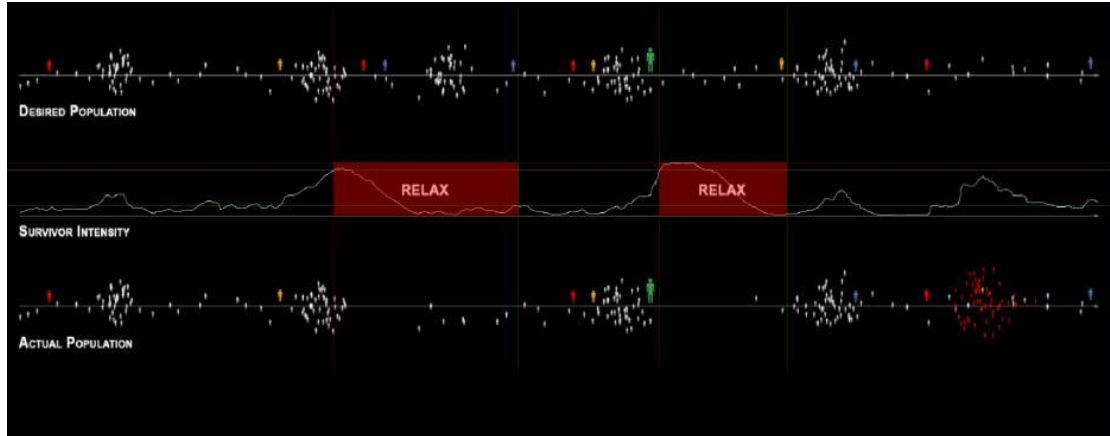 DESIRED POPULATION
RELAX
RELAX
SURVIVOR INTENSITY
ACTUAL POPULATION